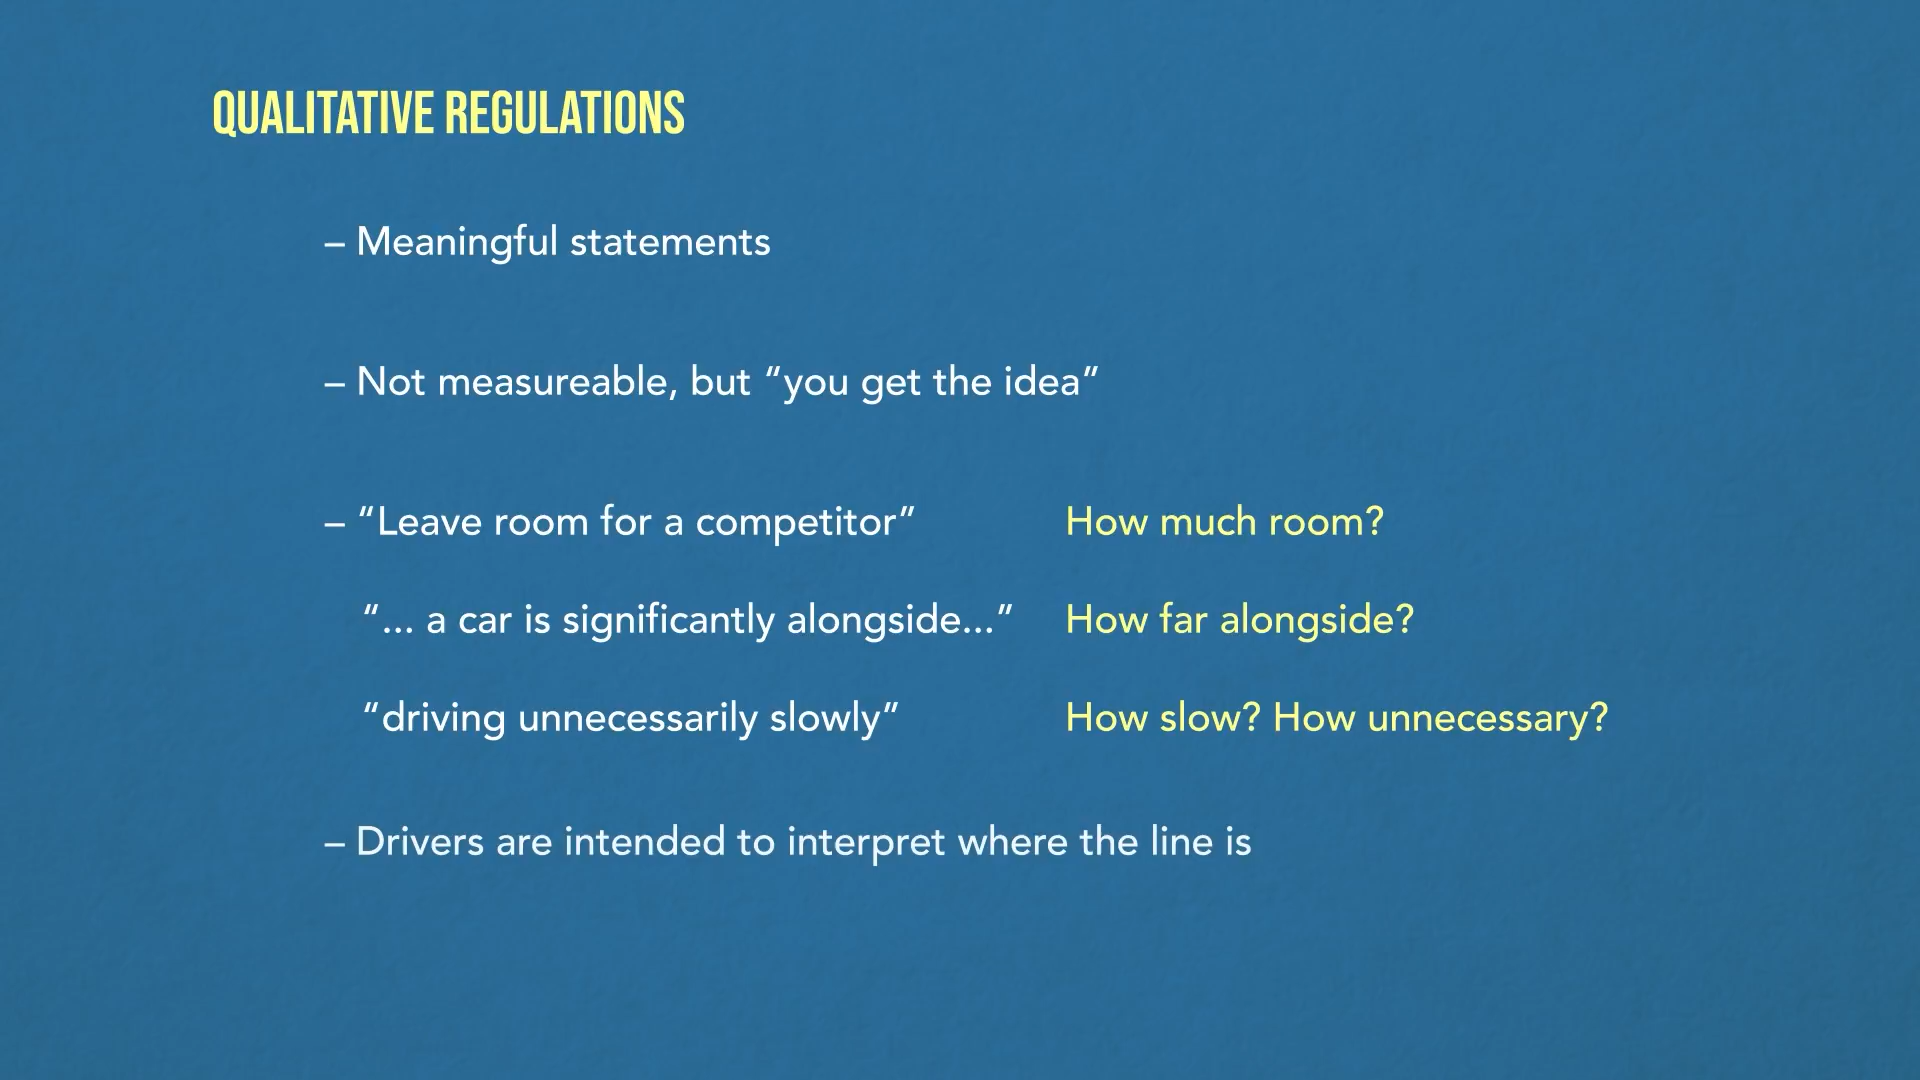 QUALITATIVE REGULATIONS
– Meaningful statements
– Not measureable, but “you get the idea”
– “Leave room for a competitor” How much room?
“... a car is significantly alongside...” How far alongside?
“driving unnecessarily slowly” How slow? How unnecessary?
– Drivers are intended to interpret where the line is